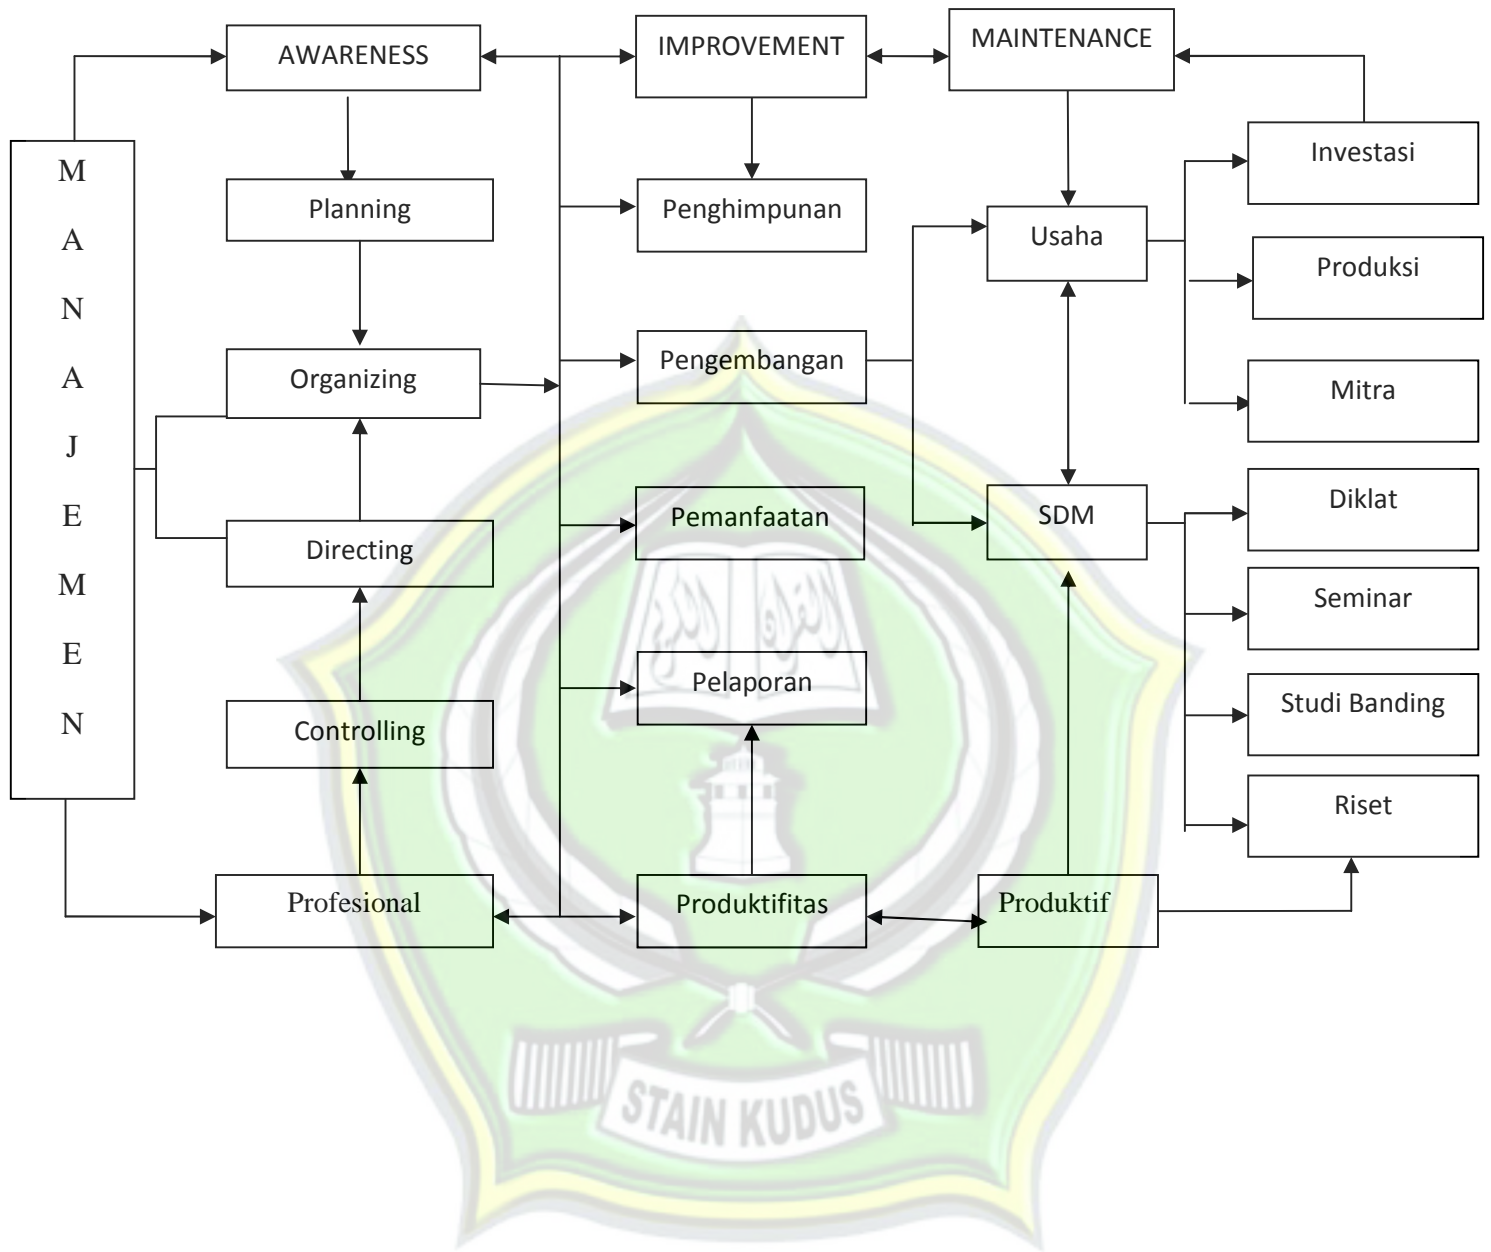 AWARENESS
IMPROVEMENT
MAINTENANCE
M
A
N
A
J
E
M
E
N
Planning
Organizing
Directing
Controlling
Profesional
Penghimpunan
Pengembangan
Pemanfaatan
Pelaporan
Produktifitas
Usaha
SDM
Produktif
Investasi
Produksi
Mitra
Diklat
Seminar
Studi Banding
Riset
STAIN KUDUS